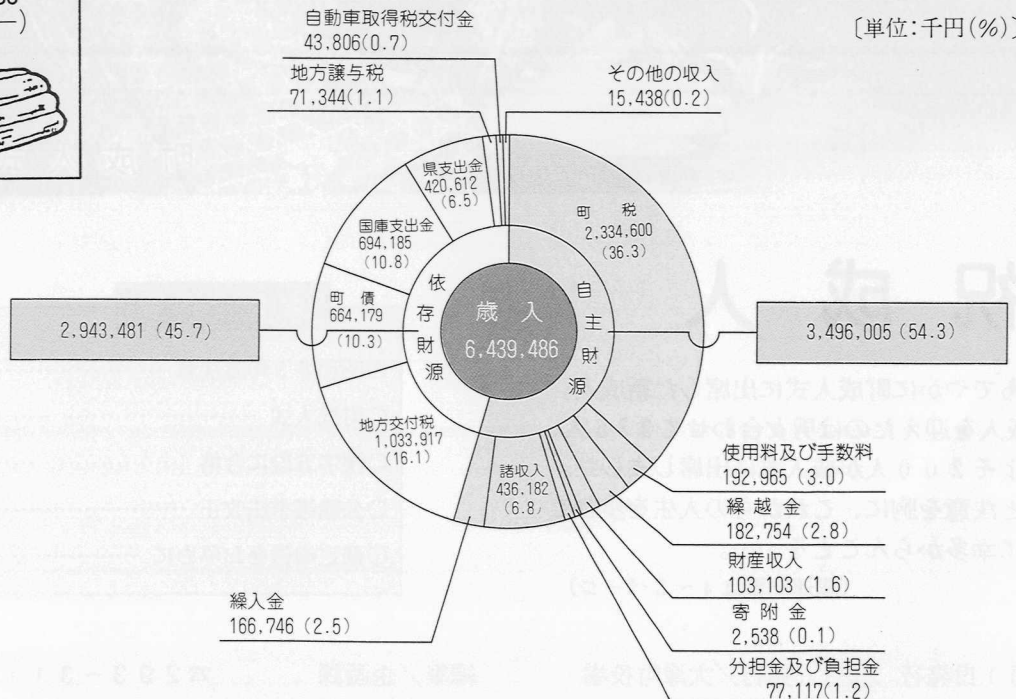 〔単位:千円(%)〕
自動車取得税交付金
43.806(0.7)
地方譲与税
71,344(1.1)
その他の収入
15,438(0.2)
県支出金
420,612
(6.5)
国庫支出金
694,185
(10.8)
町債
664,179
(10.3)
地方交付税
1.033,917
(16.1)
町税
2,334,600
(36.3)
依存財源
自主財源
歳入
6,439,486
2,943,481(45.7)
3,496,005(54.3)
諸収入
436.182
(6.8)
使用料及び手数料
192,965(3.0)
繰越金
182,754(2.8)
財産収入
103,103(1.6)
寄附金
2,538(0.1)
分担金及び負担金
77,117(1.2)
繰入金
166,746(2.5)